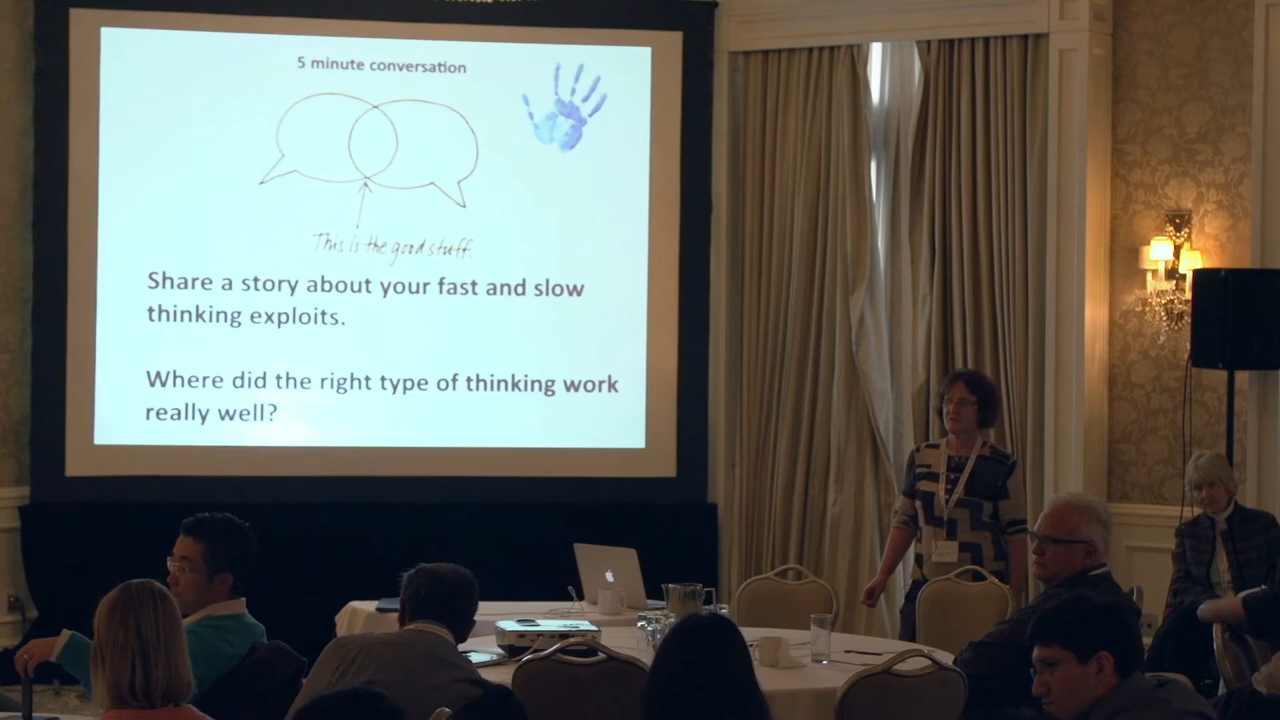 5 minute conversation
This is the good stuff.
Share a story about your fast and slow
thinking exploits.
Where did the right type of thinking work
really well?